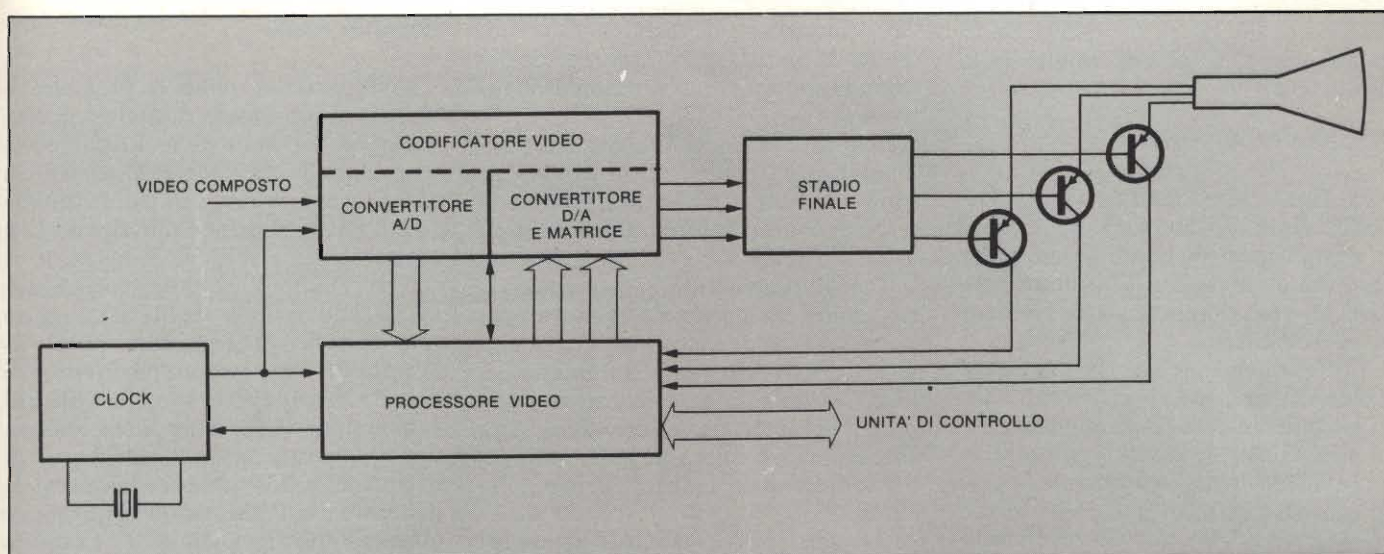 CODIFICATORE VIDEO
VIDEO COMPOSTO
CONVERTITORE
A/D
CONVERTITORE
D/A
E MATRICE
STADIO
FINALE
CLOCK
PROCESSORE VIDEO
UNITA' DI CONTROLLO